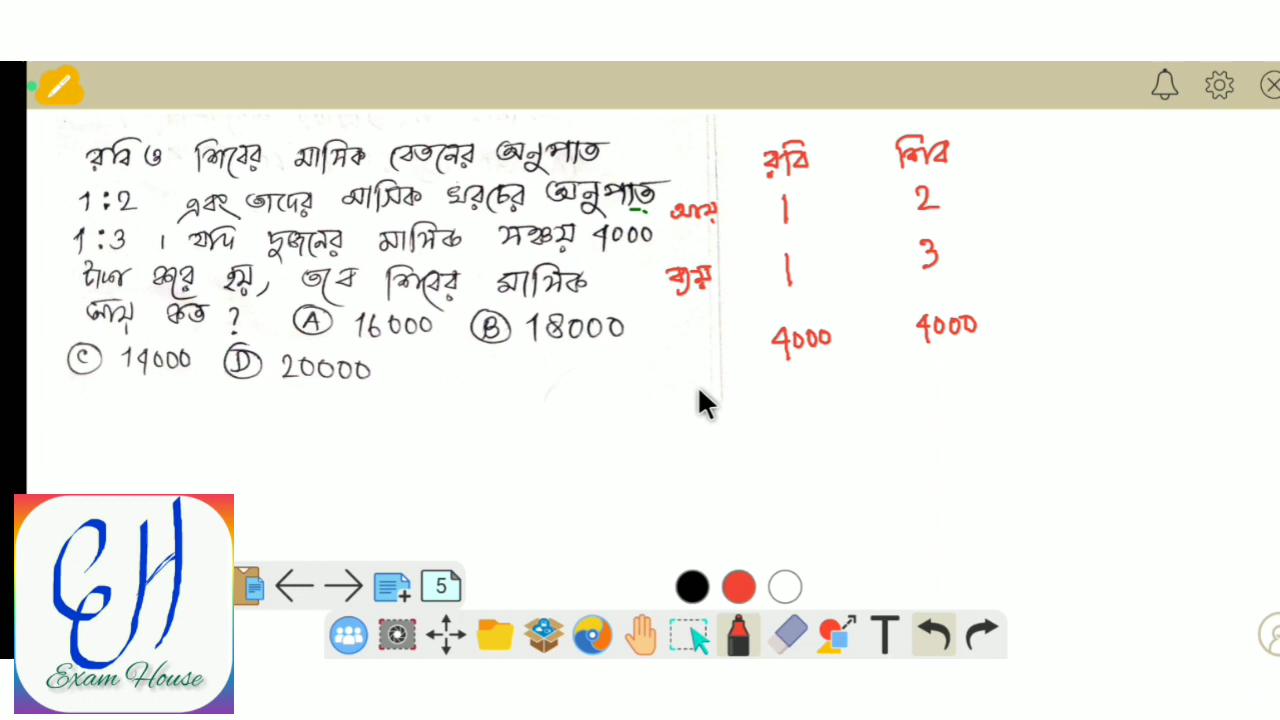 রবি ও শিবের মাসিক বেতনের অনুপাত
1:2 এবং তাদের মাসিক খরচের অনুপাত
1:3 । যদি দুজনের মাসিক সঞ্চয় 4000
টাকা করে হয়, তবে শিবের মাসিক
আয় কত ? (A) 16000 (B) 18000
(C) 14000 (D) 20000
রবি শিব
আয় 1 2
ব্যয় 1 3
4000 4000
5
T
CH
Exam House